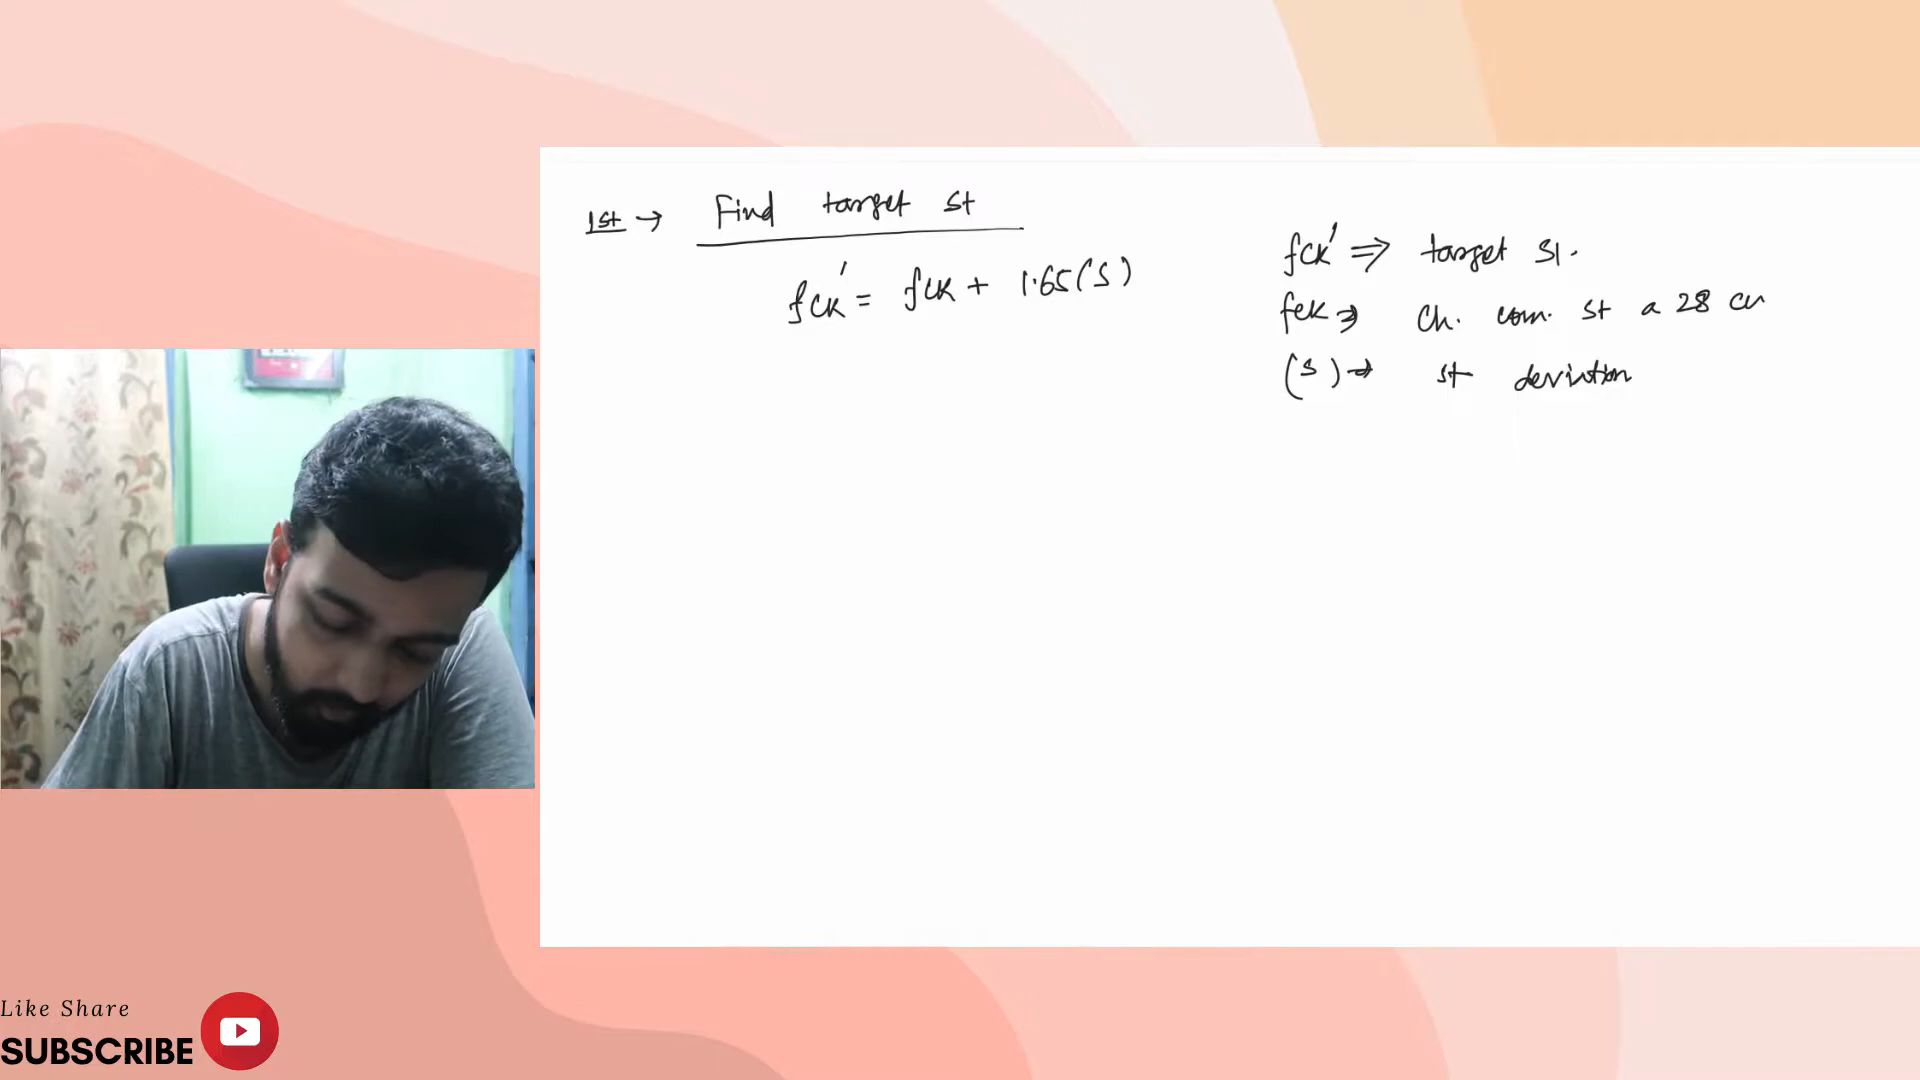 1st → Find target st
fck' = fck + 1.65(S)
fck' ⇒ target st.
fck ⇒ Ch. com. st a 28 cu
(s) → st deviation
Like Share
SUBSCRIBE